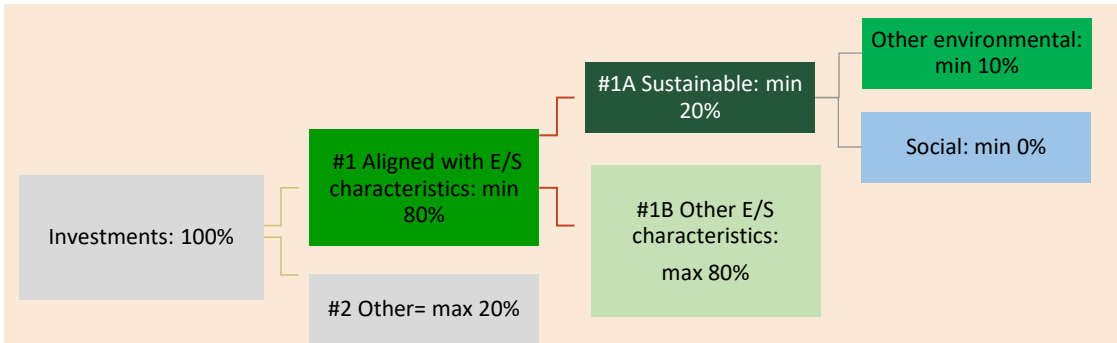 Investments: 100%
#1 Aligned with E/S
characteristics: min
80%
#2 Other= max 20%
#1A Sustainable: min
20%
#1B Other E/S
characteristics:
max 80%
Other environmental:
min 10%
Social: min 0%